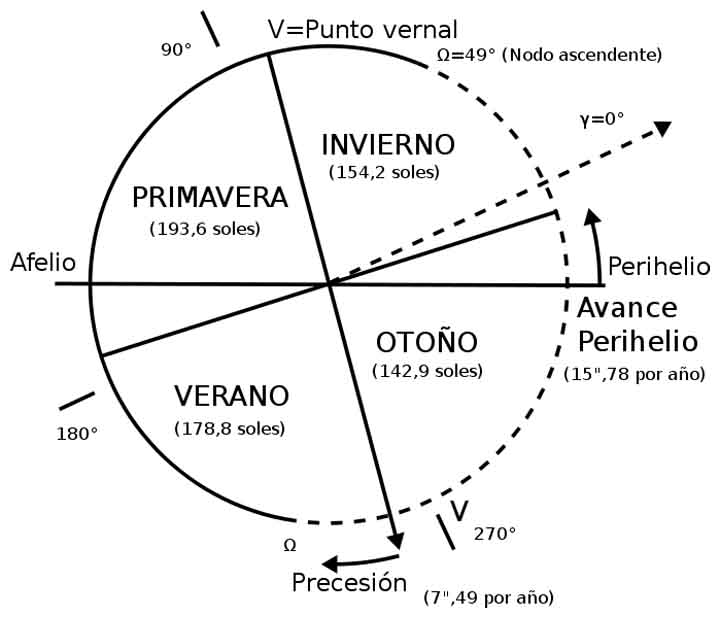 V=Punto vernal
90°
Ω=49° (Nodo ascendente)
γ=0°
INVIERNO
(154,2 soles)
PRIMAVERA
(193,6 soles)
Afelio
Perihelio
Avance
Perihelio
(15",78 por año)
OTOÑO
(142,9 soles)
VERANO
(178,8 soles)
180°
V
270°
Ω
Precesión
(7",49 por año)